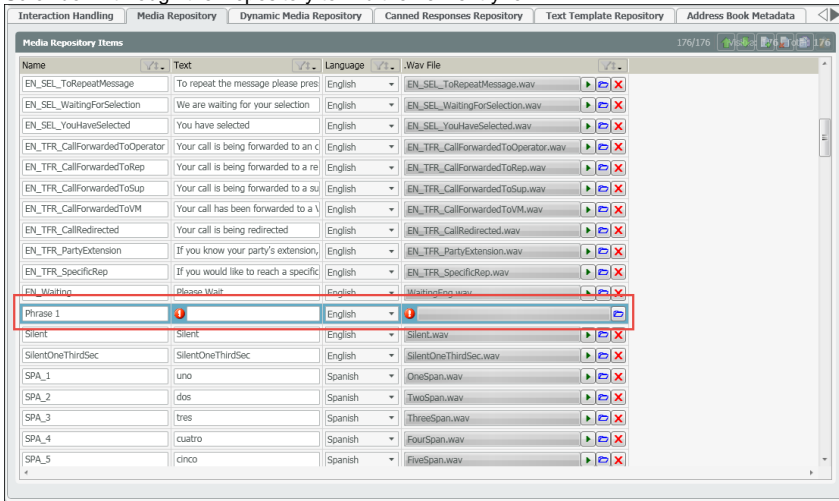 Interaction Handling Media Repository Dynamic Media Repository Canned Responses Repository Text Template Repository Address Book Metadata
Media Repository Items 176/176
Name Text Language .Wav File
EN_SEL_ToRepeatMessage To repeat the message please pres English EN_SEL_ToRepeatMessage.wav
EN_SEL_WaitingForSelection We are waiting for your selection English EN_SEL_WaitingForSelection.wav
EN_SEL_YouHaveSelected You have selected English EN_SEL_YouHaveSelected.wav
EN_TFR_CallForwardedToOperator Your call is being forwarded to an o English EN_TFR_CallForwardedToOperator.wav
EN_TFR_CallForwardedToRep Your call is being forwarded to a re English EN_TFR_CallForwardedToRep.wav
EN_TFR_CallForwardedToSup Your call is being forwarded to a su English EN_TFR_CallForwardedToSup.wav
EN_TFR_CallForwardedToVM Your call has been forwarded to a V English EN_TFR_CallForwardedToVM.wav
EN_TFR_CallRedirected Your call is being redirected English EN_TFR_CallRedirected.wav
EN_TFR_PartyExtension If you know your party's extension, English EN_TFR_PartyExtension.wav
EN_TFR_SpecificRep If you would like to reach a specific English EN_TFR_SpecificRep.wav
EN_Waiting Please Wait English WaitingEng.wav
Phrase 1 English
Silent Silent English Silent.wav
SilentOneThirdSec SilentOneThirdSec English SilentOneThirdSec.wav
SPA_1 uno Spanish OneSpan.wav
SPA_2 dos Spanish TwoSpan.wav
SPA_3 tres Spanish ThreeSpan.wav
SPA_4 cuatro Spanish FourSpan.wav
SPA_5 cinco Spanish FiveSpan.wav